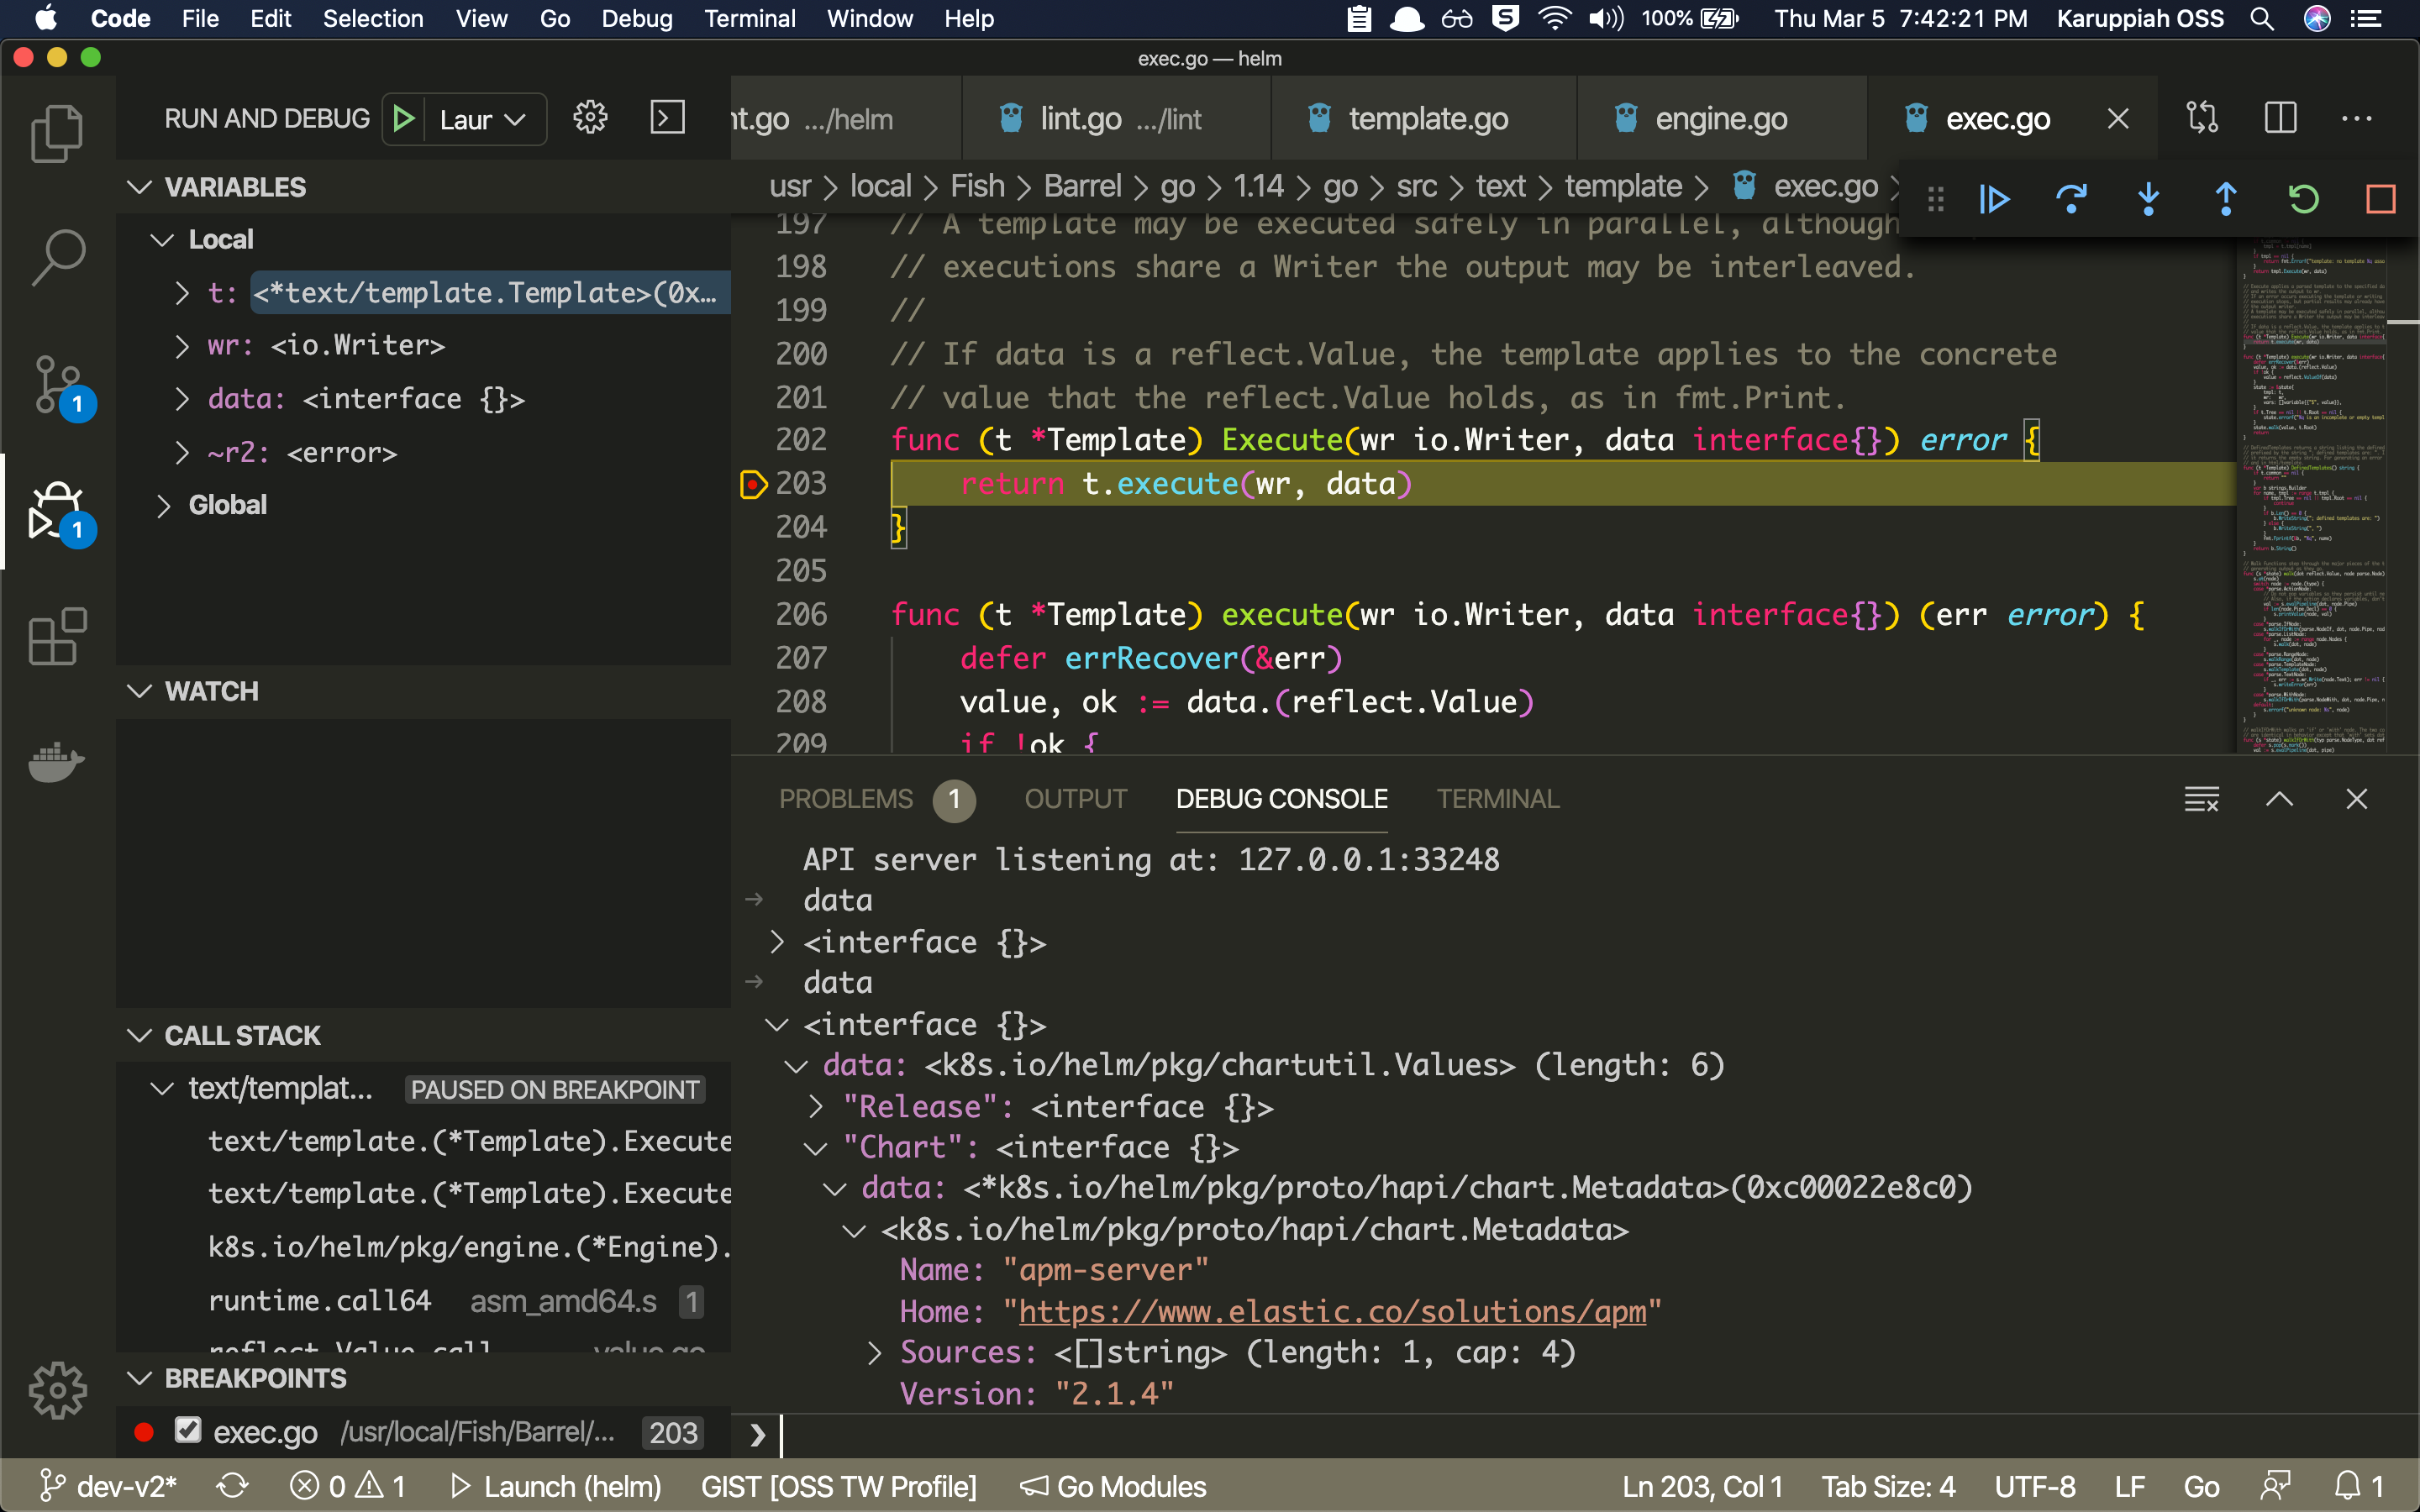 Code File Edit Selection View Go Debug Terminal Window Help 100% Thu Mar 5 7:42:21 PM Karuppiah OSS
exec.go — helm
RUN AND DEBUG Laur
nt.go .../helm lint.go .../lint template.go engine.go exec.go
usr > local > Fish > Barrel > go > 1.14 > go > src > text > template > exec.go >
VARIABLES
Local
t: <*text/template.Template>(0x...
wr: <io.Writer>
data: <interface {}>
~r2: <error>
Global
WATCH
CALL STACK
text/templat... PAUSED ON BREAKPOINT
text/template.(*Template).Execute
text/template.(*Template).Execute
k8s.io/helm/pkg/engine.(*Engine).
runtime.call64 asm_amd64.s 1
reflect.Value.call value.go
BREAKPOINTS
exec.go /usr/local/Fish/Barrel/... 203
197 // A template may be executed safely in parallel, although
198 // executions share a Writer the output may be interleaved.
199 //
200 // If data is a reflect.Value, the template applies to the concrete
201 // value that the reflect.Value holds, as in fmt.Print.
202 func (t *Template) Execute(wr io.Writer, data interface{}) error {
203 return t.execute(wr, data)
204 }
205
206 func (t *Template) execute(wr io.Writer, data interface{}) (err error) {
207 defer errRecover(&err)
208 value, ok := data.(reflect.Value)
209 if !ok {
PROBLEMS 1 OUTPUT DEBUG CONSOLE TERMINAL
API server listening at: 127.0.0.1:33248
→ data
> <interface {}>
→ data
<interface {}>
data: <k8s.io/helm/pkg/chartutil.Values> (length: 6)
"Release": <interface {}>
"Chart": <interface {}>
data: <*k8s.io/helm/pkg/proto/hapi/chart.Metadata>(0xc00022e8c0)
<k8s.io/helm/pkg/proto/hapi/chart.Metadata>
Name: "apm-server"
Home: "https://www.elastic.co/solutions/apm"
Sources: <[]string> (length: 1, cap: 4)
Version: "2.1.4"
1
1
dev-v2* 0 1 Launch (helm) GIST [OSS TW Profile] Go Modules Ln 203, Col 1 Tab Size: 4 UTF-8 LF Go 1